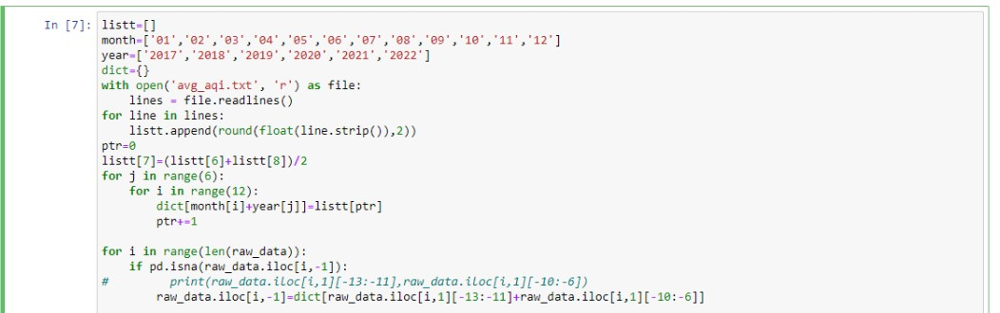 In [7]: listt=[]
month=['01','02','03','04','05','06','07','08','09','10','11','12']
year=['2017','2018','2019','2020','2021','2022']
dict={}
with open('avg_aqi.txt', 'r') as file:
    lines = file.readlines()
for line in lines:
    listt.append(round(float(line.strip()),2))
ptr=0
listt[7]=(listt[6]+listt[8])/2
for j in range(6):
    for i in range(12):
        dict[month[i]+year[j]]=listt[ptr]
        ptr+=1

for i in range(len(raw_data)):
    if pd.isna(raw_data.iloc[i,-1]):
#         print(raw_data.iloc[i,1][-13:-11],raw_data.iloc[i,1][-10:-6])
        raw_data.iloc[i,-1]=dict[raw_data.iloc[i,1][-13:-11]+raw_data.iloc[i,1][-10:-6]]